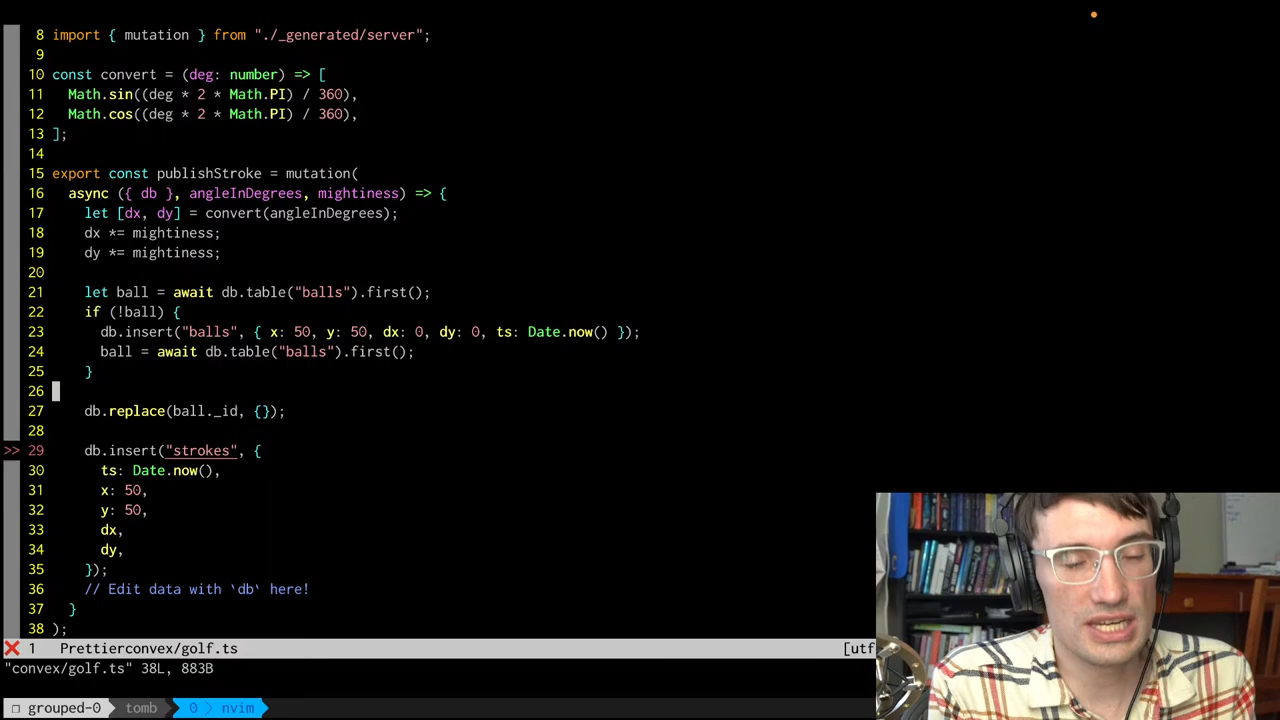 8 import { mutation } from "./_generated/server";
9
10 const convert = (deg: number) => [
11 Math.sin((deg * 2 * Math.PI) / 360),
12 Math.cos((deg * 2 * Math.PI) / 360),
13 ];
14
15 export const publishStroke = mutation(
16 async ({ db }, angleInDegrees, mightiness) => {
17 let [dx, dy] = convert(angleInDegrees);
18 dx *= mightiness;
19 dy *= mightiness;
20
21 let ball = await db.table("balls").first();
22 if (!ball) {
23 db.insert("balls", { x: 50, y: 50, dx: 0, dy: 0, ts: Date.now() });
24 ball = await db.table("balls").first();
25 }
26
27 db.replace(ball._id, {});
28
>> 29 db.insert("strokes", {
30 ts: Date.now(),
31 x: 50,
32 y: 50,
33 dx,
34 dy,
35 });
36 // Edit data with `db` here!
37 }
38 );
❌ 1 Prettierconvex/golf.ts [utf
"convex/golf.ts" 38L, 883B
grouped-0 tomb 0 nvim